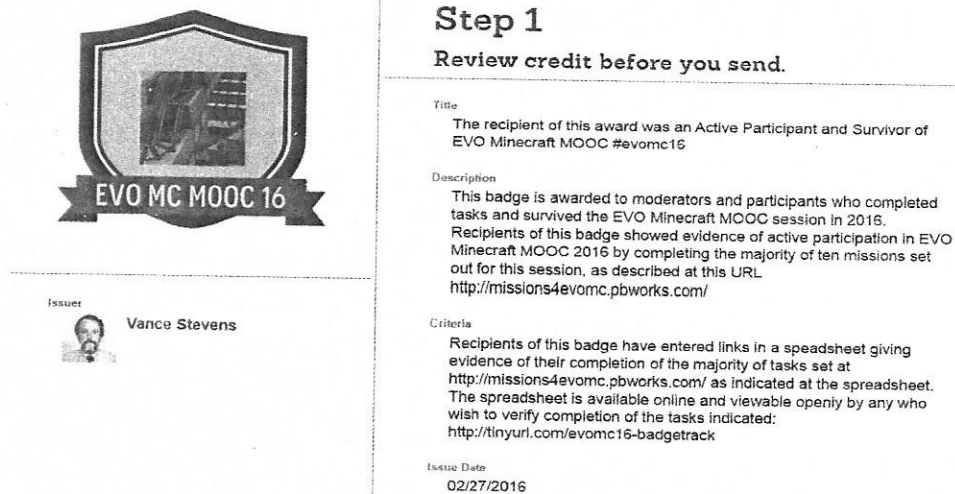 EVO MC MOOC 16
Issuer
Vance Stevens
Step 1
Review credit before you send.
Title
The recipient of this award was an Active Participant and Survivor of
EVO Minecraft MOOC #evomc16
Description
This badge is awarded to moderators and participants who completed
tasks and survived the EVO Minecraft MOOC session in 2016.
Recipients of this badge showed evidence of active participation in EVO
Minecraft MOOC 2016 by completing the majority of ten missions set
out for this session, as described at this URL
http://missions4evomc.pbworks.com/
Criteria
Recipients of this badge have entered links in a speadsheet giving
evidence of their completion of the majority of tasks set at
http://missions4evomc.pbworks.com/ as indicated at the spreadsheet.
The spreadsheet is available online and viewable openly by any who
wish to verify completion of the tasks indicated:
http://tinyurl.com/evomc16-badgetrack
Issue Date
02/27/2016